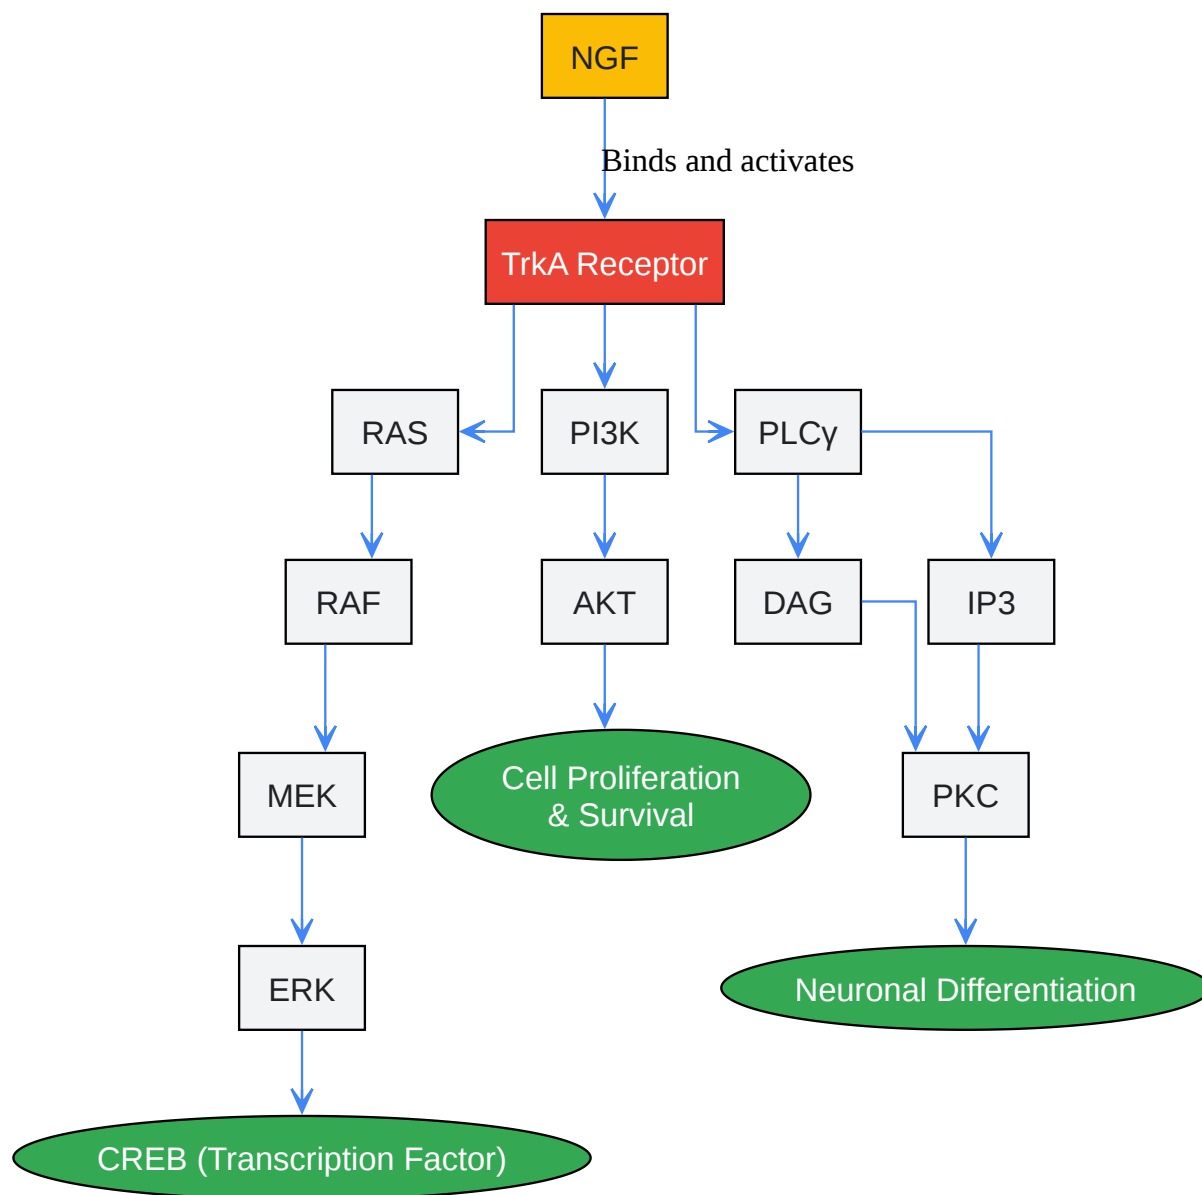 NGF
Binds and activates
TrkA Receptor
RAS
PI3K
PLCγ
RAF
AKT
DAG
IP3
MEK
Cell Proliferation
& Survival
PKC
ERK
Neuronal Differentiation
CREB (Transcription Factor)